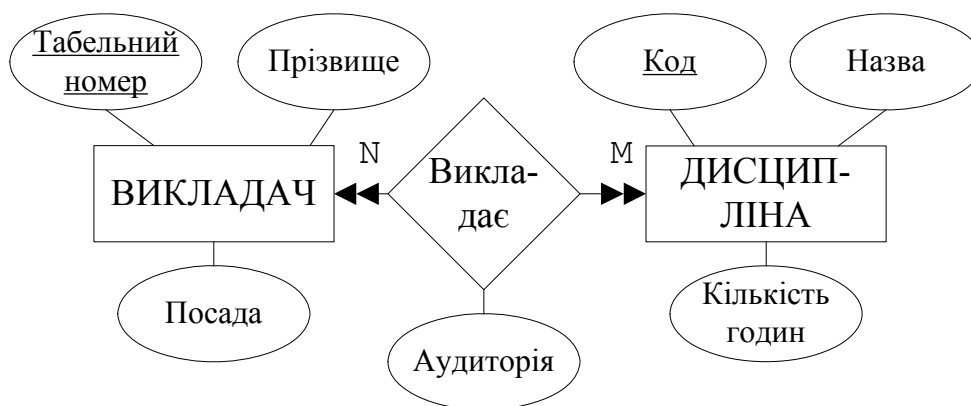 Табельний
номер
Прізвище
Код
Назва
N
M
ВИКЛАДАЧ
Викла-
дає
ДИСЦИП-
ЛІНА
Посада
Аудиторія
Кількість
годин